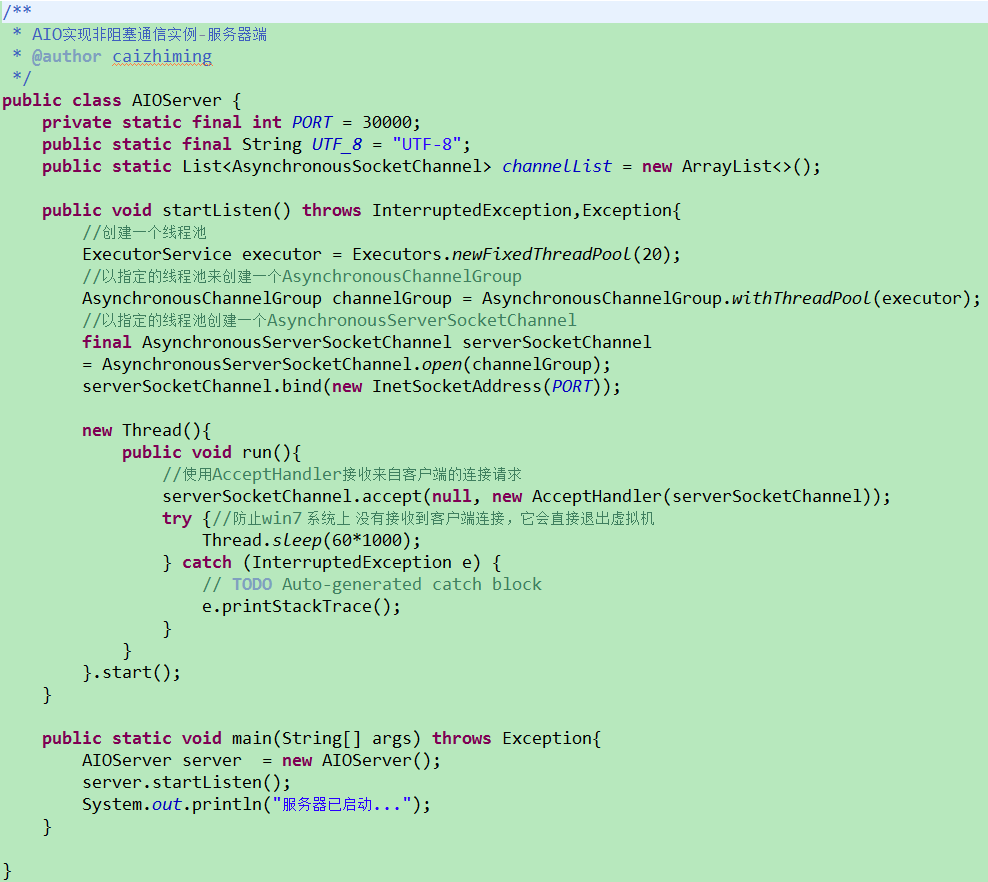 /**
 * AIO实现非阻塞通信实例-服务器端
 * @author caizhiming
 */
public class AIOServer {
    private static final int PORT = 30000;
    public static final String UTF_8 = "UTF-8";
    public static List<AsynchronousSocketChannel> channelList = new ArrayList<>();

    public void startListen() throws InterruptedException,Exception{
        //创建一个线程池
        ExecutorService executor = Executors.newFixedThreadPool(20);
        //以指定的线程池来创建一个AsynchronousChannelGroup
        AsynchronousChannelGroup channelGroup = AsynchronousChannelGroup.withThreadPool(executor);
        //以指定的线程池创建一个AsynchronousServerSocketChannel
        final AsynchronousServerSocketChannel serverSocketChannel
        = AsynchronousServerSocketChannel.open(channelGroup);
        serverSocketChannel.bind(new InetSocketAddress(PORT));

        new Thread(){
            public void run(){
                //使用AcceptHandler接收来自客户端的连接请求
                serverSocketChannel.accept(null, new AcceptHandler(serverSocketChannel));
                try {//防止win7 系统上 没有接收到客户端连接，它会直接退出虚拟机
                    Thread.sleep(60*1000);
                } catch (InterruptedException e) {
                    // TODO Auto-generated catch block
                    e.printStackTrace();
                }
            }
        }.start();
    }

    public static void main(String[] args) throws Exception{
        AIOServer server  = new AIOServer();
        server.startListen();
        System.out.println("服务器已启动...");
    }

}